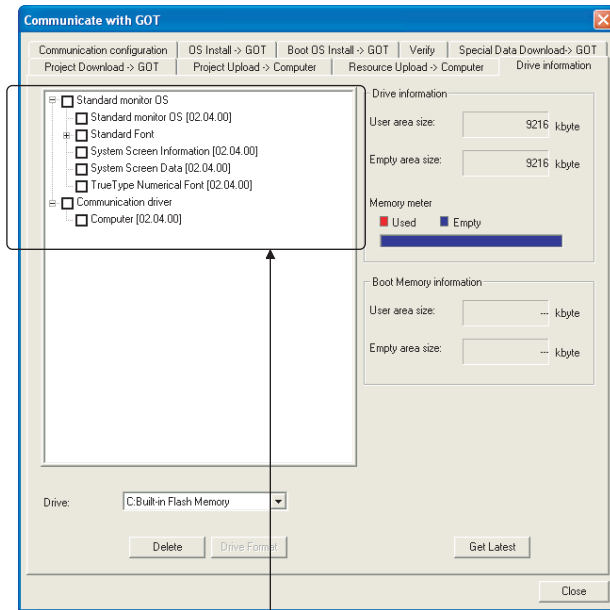 Communicate with GOT
Communication configuration | OS Install -> GOT | Boot OS Install -> GOT | Verify | Special Data Download-> GOT
Project Download -> GOT | Project Upload -> Computer | Resource Upload -> Computer | Drive information
Standard monitor OS
Standard monitor OS [02.04.00]
Standard Font
System Screen Information [02.04.00]
System Screen Data [02.04.00]
TrueType Numerical Font [02.04.00]
Communication driver
Computer [02.04.00]
Drive information
User area size: 9216 kbyte
Empty area size: 9216 kbyte
Memory meter
Used Empty
Boot Memory information
User area size: --- kbyte
Empty area size: --- kbyte
Drive: C:Built-in Flash Memory
Delete Drive Format Get Latest
Close